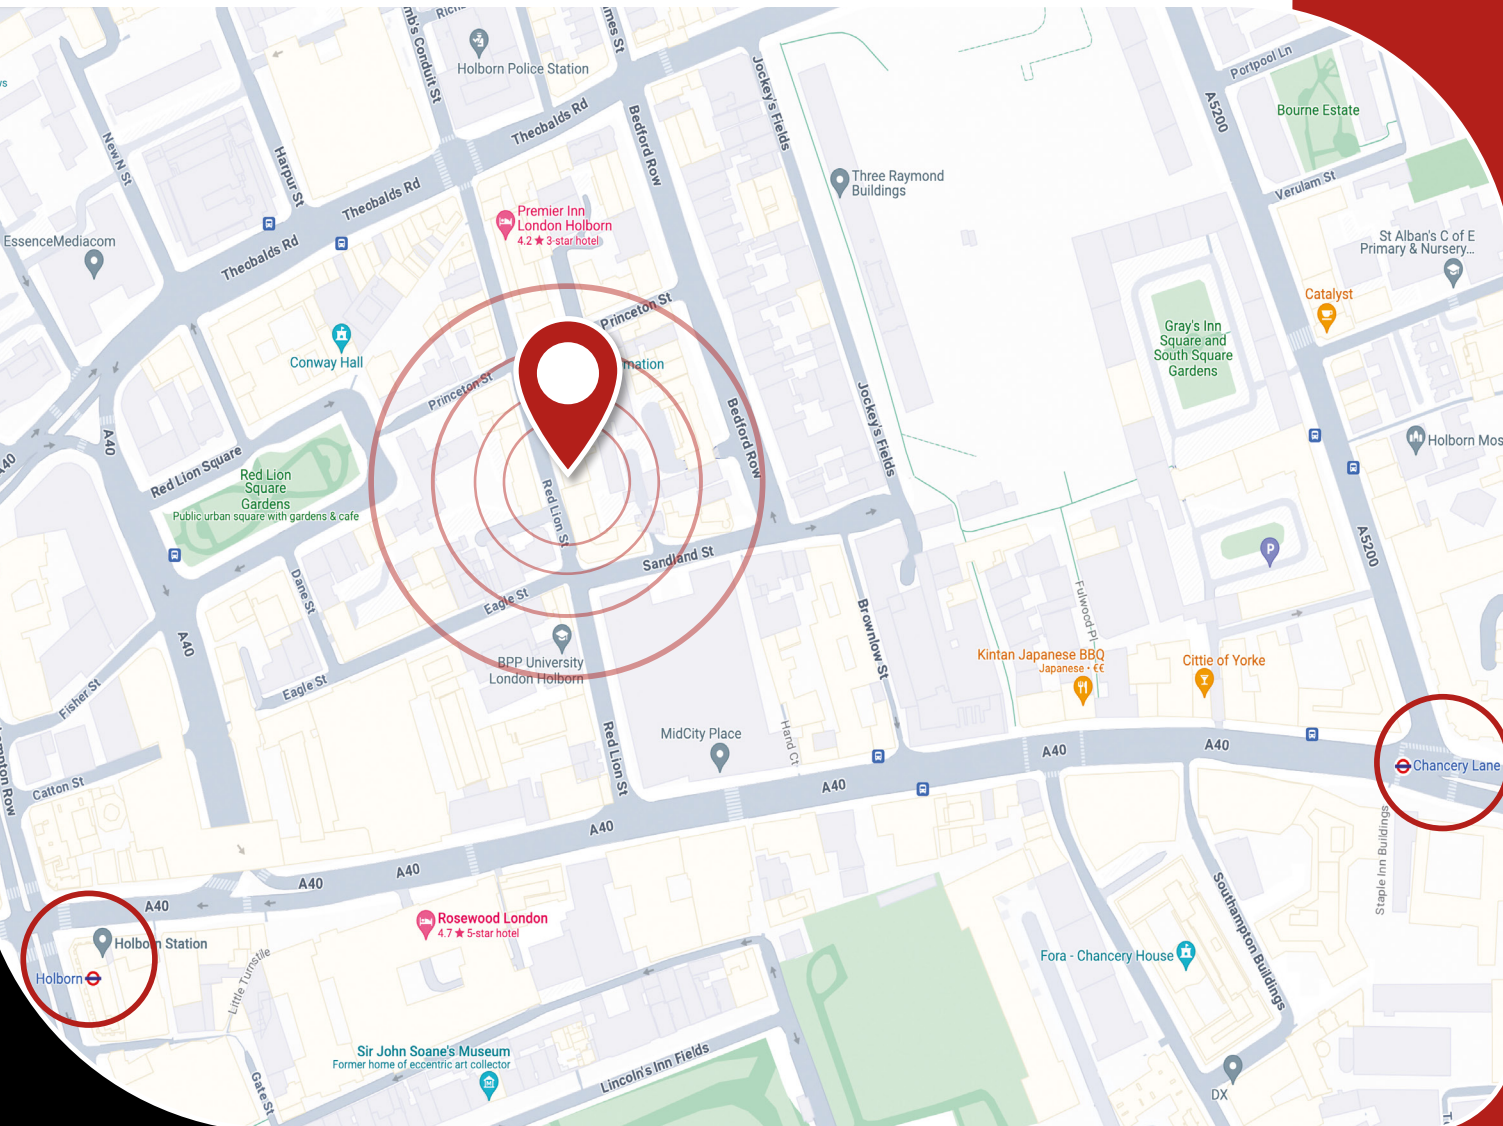 Holborn Police Station
Theobalds Rd
Jockey's Fields
Portpool Ln
A5200
Bourne Estate
New N St
Harpur St
Bedford Row
Theobalds Rd
Three Raymond
Buildings
Verulam St
EssenceMediacom
Theobalds Rd
Premier Inn
London Holborn
4.2 ★ 3-star hotel
St Alban's C of E
Primary & Nursery...
Catalyst
Princeton St
Conway Hall
Gray's Inn
Square and
South Square
Gardens
Princeton St
Bedford Row
Jockey's Fields
A40
A40
Holborn
Red Lion Square
Red Lion
Square
Gardens
Public urban square with gardens & cafe
Red Lion St
A5200
P
Sandland St
Dane St
Eagle St
Brownlow St
Fulwood Pl
A40
BPP University
London Holborn
Kintan Japanese BBQ
Japanese • €€
Cittie of Yorke
Fisher St
Eagle St
MidCity Place
Hand Ct
Red Lion St
A40
A40
Chancery Lane
Catton St
A40
A40
Staple Inn Buildings
A40
A40
A40
Rosewood London
4.7 ★ 5-star hotel
Southampton Buildings
Holborn Station
Holborn
Little Turnstile
Fora - Chancery House
Sir John Soane's Museum
Former home of eccentric art collector
Lincoln's Inn Fields
Gate St
DX